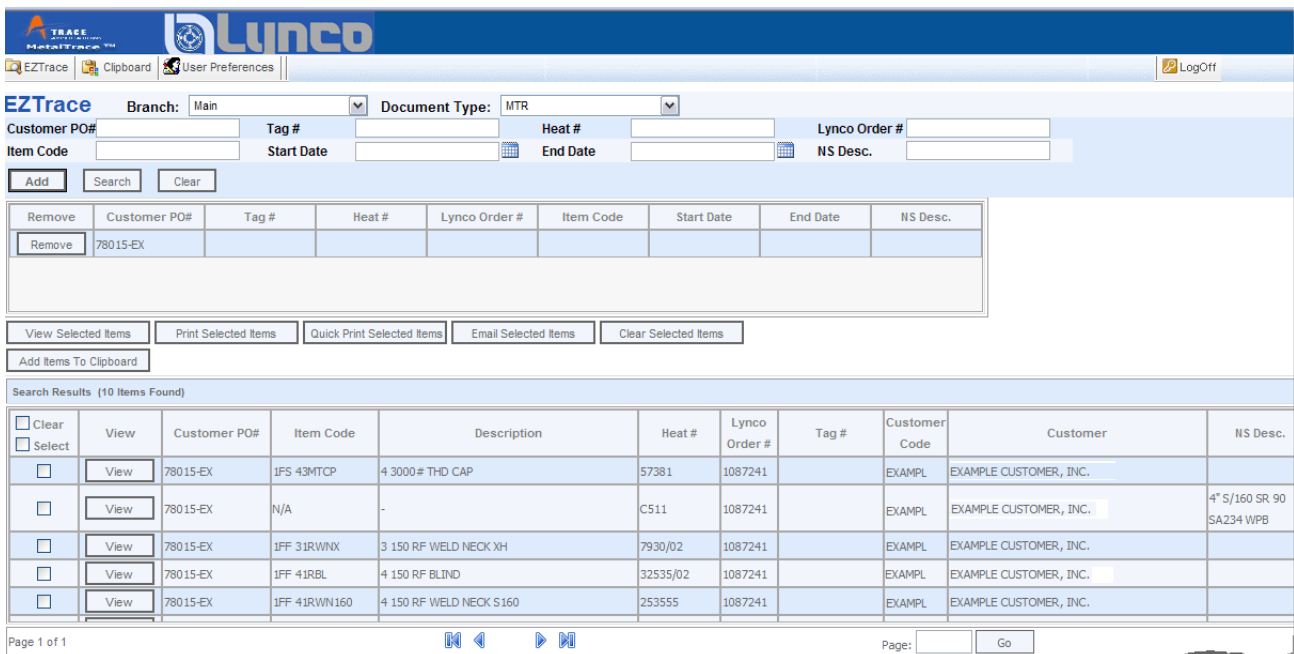 TRACE
MetalTrace ™
Lynco
EZTrace Clipboard User Preferences LogOff
EZTrace Branch: Main Document Type: MTR
Customer PO# Tag # Heat # Lynco Order #
Item Code Start Date End Date NS Desc.
Add Search Clear
Remove Customer PO# Tag # Heat # Lynco Order # Item Code Start Date End Date NS Desc.
Remove 78015-EX
View Selected Items Print Selected Items Quick Print Selected Items Email Selected Items Clear Selected Items
Add Items To Clipboard
Search Results (10 Items Found)
Clear
Select
View Customer PO# Item Code Description Heat # Lynco Order # Tag # Customer Code Customer NS Desc.
View 78015-EX 1FS 43MTCP 4 3000# THD CAP 57381 1087241 EXAMPL EXAMPLE CUSTOMER, INC.
View 78015-EX N/A - C511 1087241 EXAMPL EXAMPLE CUSTOMER, INC. 4" S/160 SR 90
SA234 WPB
View 78015-EX 1FF 31RWNX 3 150 RF WELD NECK XH 7930/02 1087241 EXAMPL EXAMPLE CUSTOMER, INC.
View 78015-EX 1FF 41RBL 4 150 RF BLIND 32535/02 1087241 EXAMPL EXAMPLE CUSTOMER, INC.
View 78015-EX 1FF 41RWN160 4 150 RF WELD NECK S160 253555 1087241 EXAMPL EXAMPLE CUSTOMER, INC.
Page 1 of 1 Page: Go